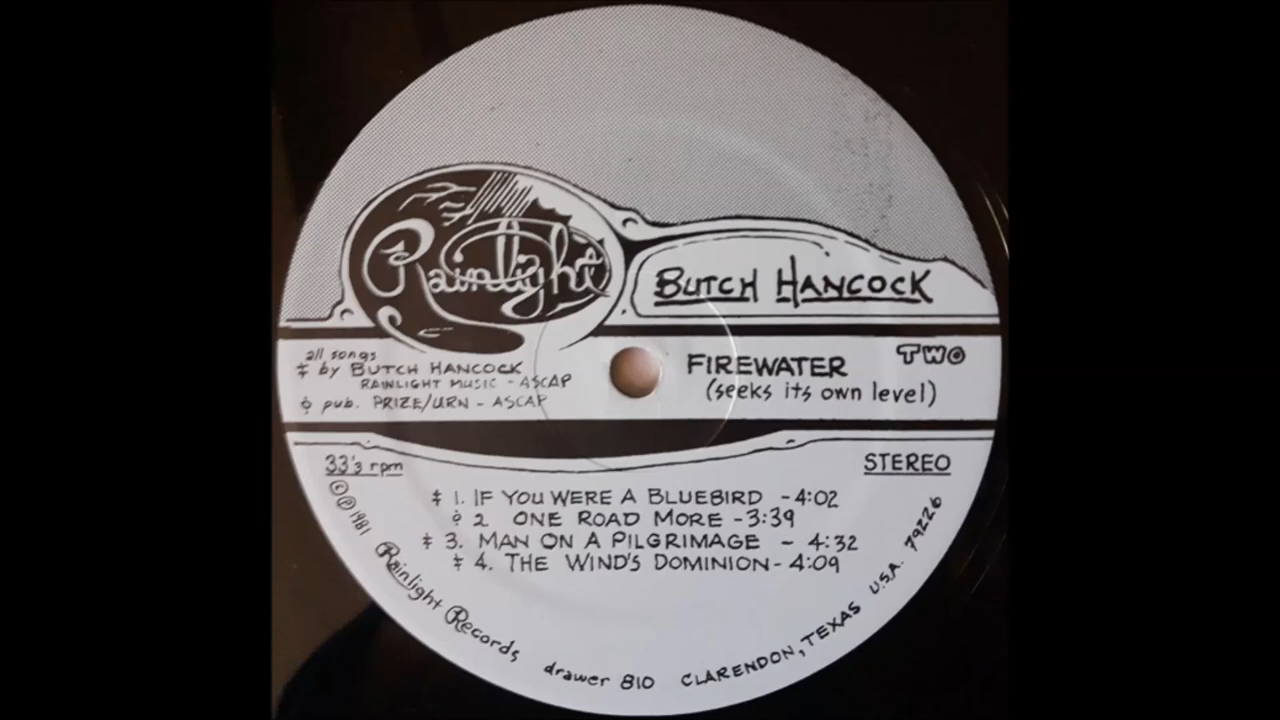 Rainlight
BUTCH HANCOCK
all songs
‡ by BUTCH HANCOCK
RAINLIGHT MUSIC - ASCAP
♀ pub. PRIZE/URN - ASCAP
TWO
FIREWATER
(seeks its own level)
33⅓ rpm
STEREO
‡ 1. IF YOU WERE A BLUEBIRD - 4:02
♀ 2. ONE ROAD MORE - 3:39
‡ 3. MAN ON A PILGRIMAGE - 4:32
‡ 4. THE WIND'S DOMINION - 4:09
©℗ 1981 Rainlight Records, drawer 810 CLARENDON, TEXAS U.S.A. 79226